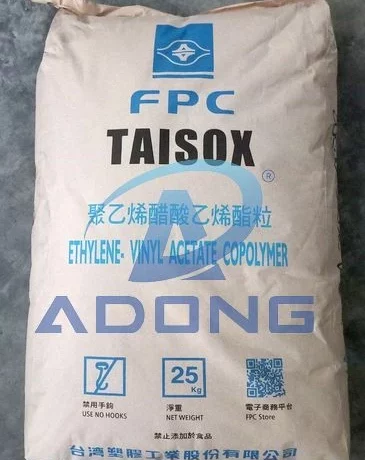 FPC
TAISOX
®
聚乙烯醋酸乙烯酯粒
ETHYLENE- VINYL ACETATE COPOLYMER
ADONG
25
Kg
禁用手鈎
USE NO HOOKS
淨重
NET WEIGHT
電子商務平台
FPC Store
禁止添加於食品
台灣塑膠工業股份有限公司